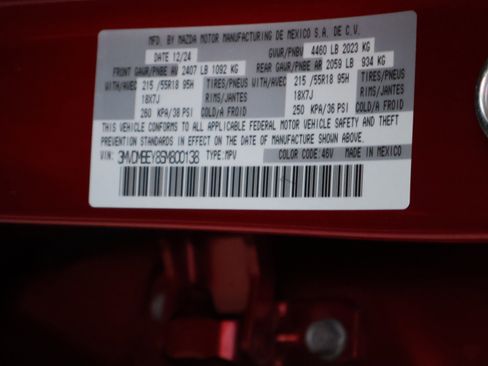 MFD. BY MAZDA MOTOR MANUFACTURING DE MEXICO S.A. DE C.V.
DATE 12/24 GVWR/PNBV 4460 LB 2023 KG
FRONT GAWR/PNBE AV 2407 LB 1092 KG REAR GAWR/PNBE AR 2059 LB 934 KG
WITH/AVEC 215 /55R18 95H TIRES/PNEUS WITH/AVEC 215 /55R18 95H TIRES/PNEUS
18X7J RIMS/JANTES 18X7J RIMS/JANTES
260 KPA/38 PSI COLD/A FROID 250 KPA/36 PSI COLD/A FROID
THIS VEHICLE CONFORMS TO ALL APPLICABLE FEDERAL MOTOR VEHICLE SAFETY AND THEFT
PREVENTION STANDARDS IN EFFECT ON THE DATE OF MANUFACTURE SHOWN ABOVE.
VIN: TYPE: MPV COLOR CODE: 46V MADE IN MEXICO